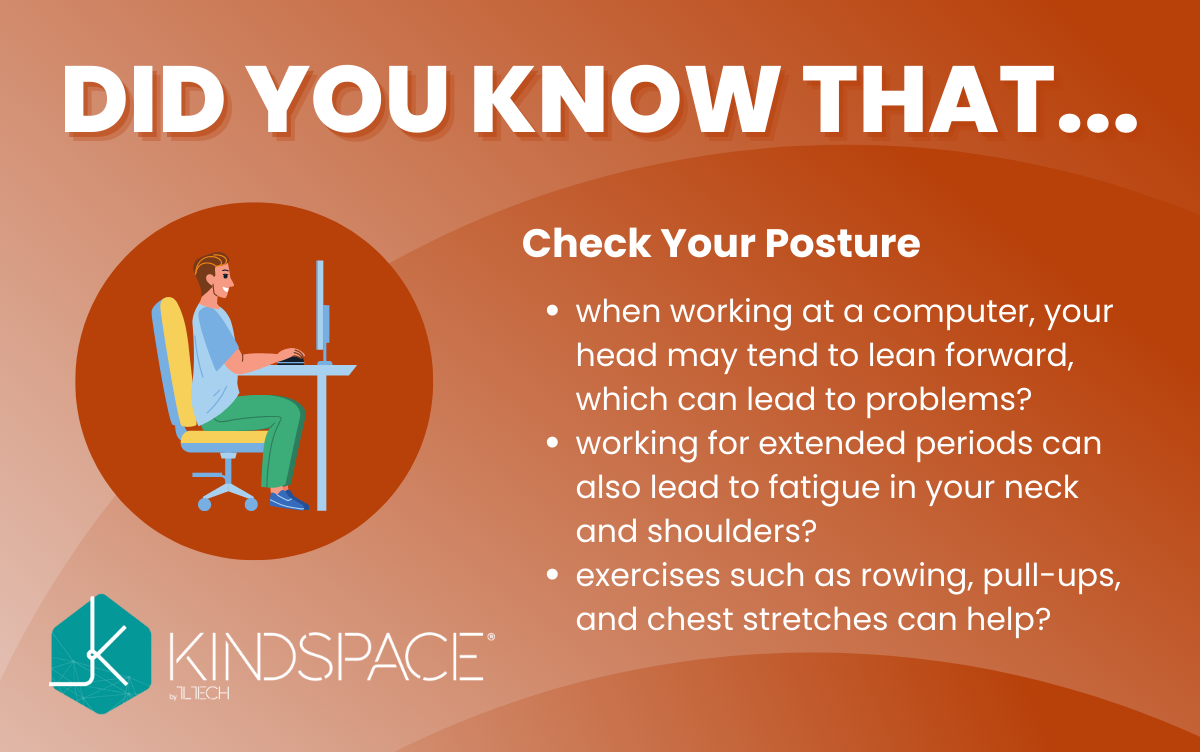 DID YOU KNOW THAT...
Check Your Posture
• when working at a computer, your
head may tend to lean forward,
which can lead to problems?
• working for extended periods can
also lead to fatigue in your neck
and shoulders?
• exercises such as rowing, pull-ups,
and chest stretches can help?
KINDSPACE®
by TLTECH